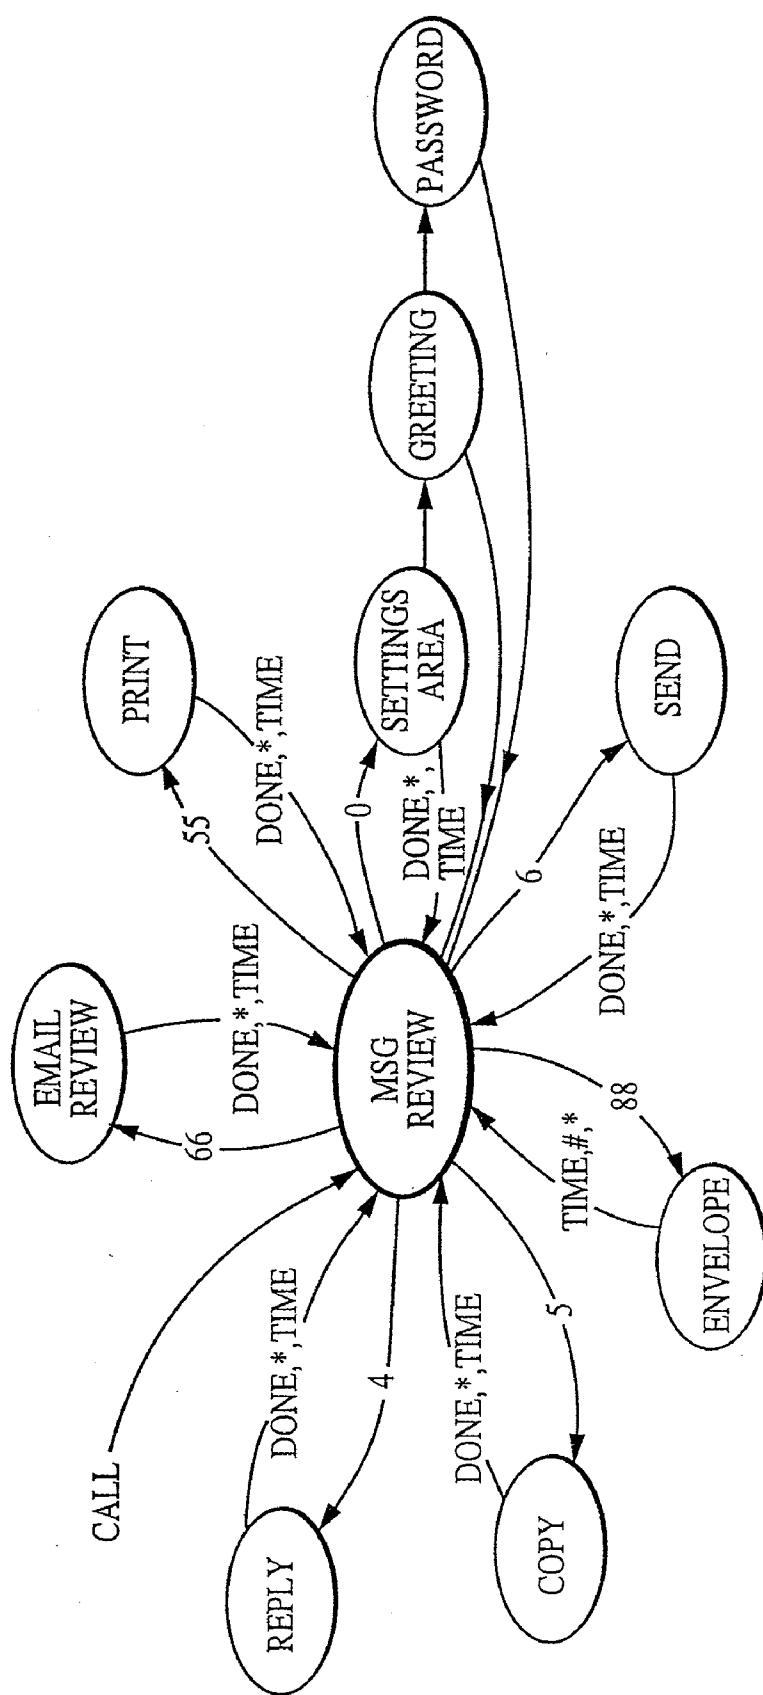 CALL
REPLY
DONE,*,TIME
4
COPY
DONE,*,TIME
5
ENVELOPE
TIME,#,*
88
MSG
REVIEW
EMAIL
REVIEW
66
DONE,*,TIME
PRINT
55
DONE,*,TIME
0
SETTINGS
AREA
DONE,*,
TIME
SEND
6
DONE,*,TIME
GREETING
PASSWORD